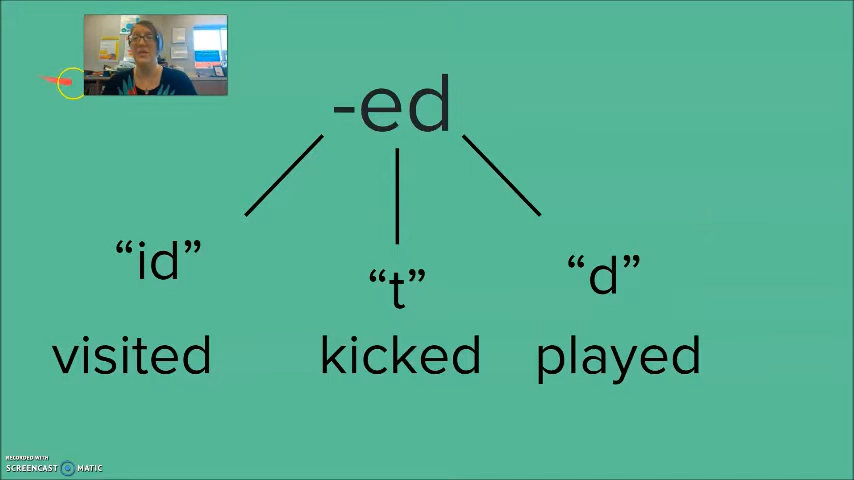 -ed
“id”
“t”
“d”
visited
kicked
played
RECORDED WITH
SCREENCAST MATIC